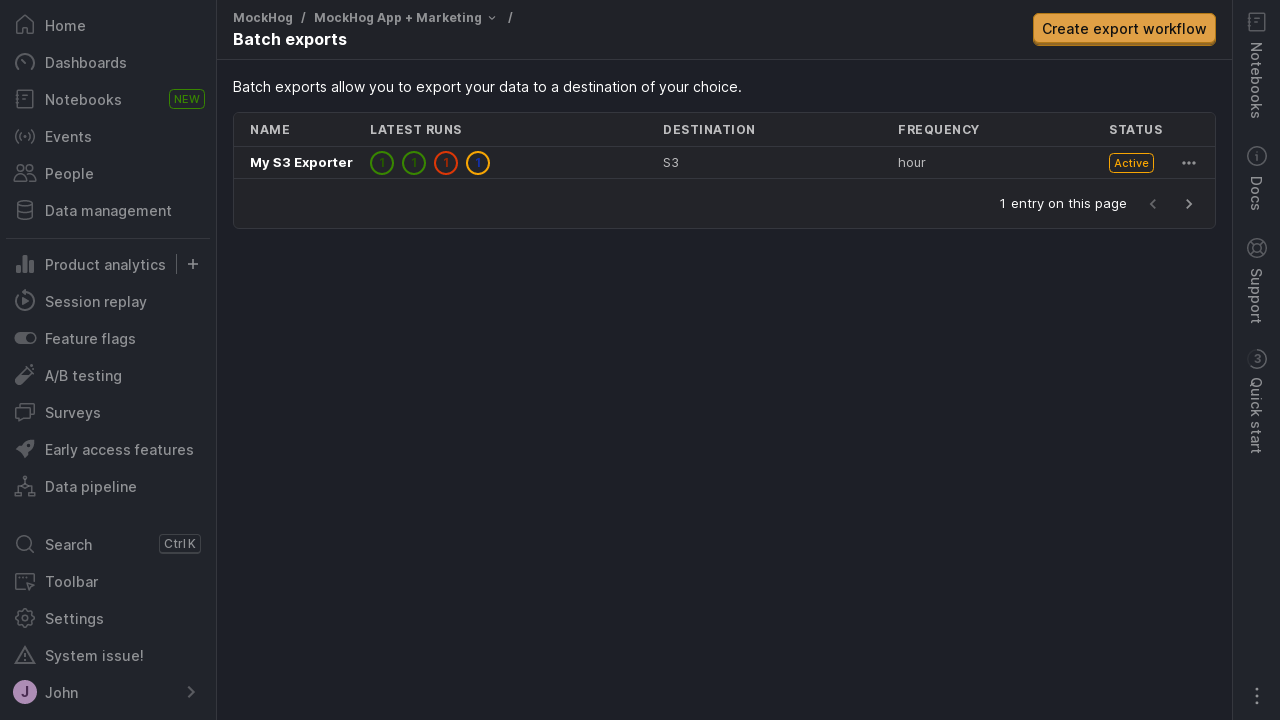 Home
Dashboards
Notebooks NEW
Events
People
Data management
Product analytics
Session replay
Feature flags
A/B testing
Surveys
Early access features
Data pipeline
Search Ctrl K
Toolbar
Settings
System issue!
J John
MockHog / MockHog App + Marketing /
Batch exports
Create export workflow
Batch exports allow you to export your data to a destination of your choice.
NAME LATEST RUNS DESTINATION FREQUENCY STATUS
My S3 Exporter 1 1 1 1 S3 hour Active
1 entry on this page
Notebooks
Docs
Support
3 Quick start